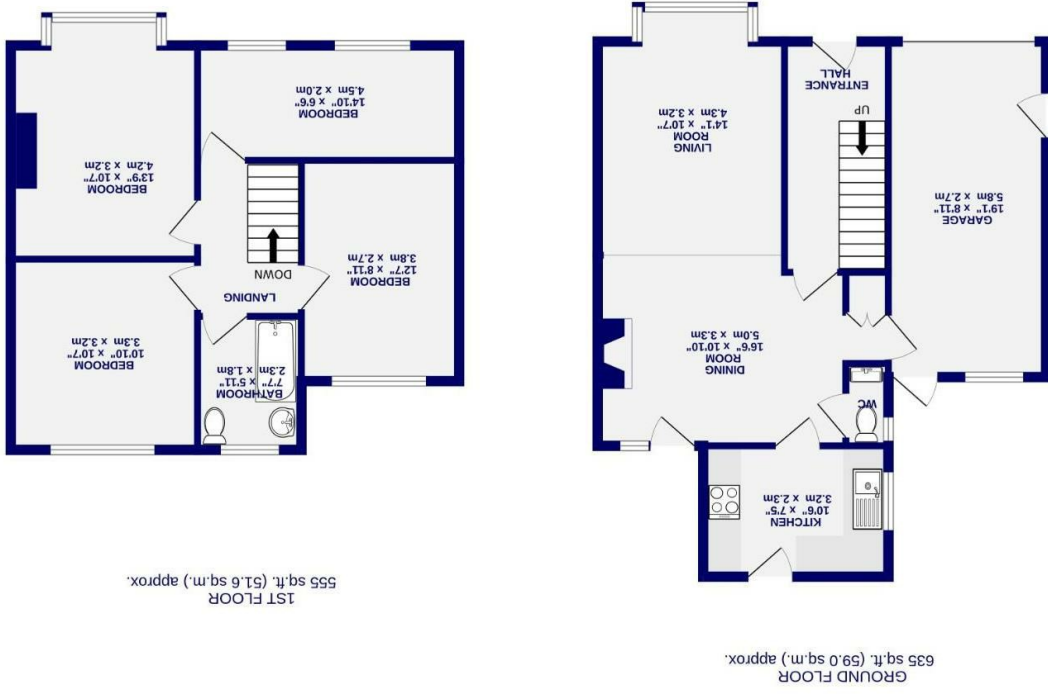 GROUND FLOOR
635 sq.ft. (59.0 sq.m.) approx.
KITCHEN
10'6" x 7'5"
3.2m x 2.3m
WC
DINING
ROOM
16'6" x 10'10"
5.0m x 3.3m
GARAGE
19'1" x 8'11"
5.8m x 2.7m
UP
ENTRANCE
HALL
LIVING
ROOM
14'1" x 10'7"
4.3m x 3.2m
1ST FLOOR
555 sq.ft. (51.6 sq.m.) approx.
BATHROOM
7'7" x 5'11"
2.3m x 1.8m
BEDROOM
10'10" x 10'7"
3.3m x 3.2m
LANDING
DOWN
BEDROOM
12'7" x 8'11"
3.8m x 2.7m
BEDROOM
13'9" x 10'7"
4.2m x 3.2m
BEDROOM
14'10" x 6'6"
4.5m x 2.0m